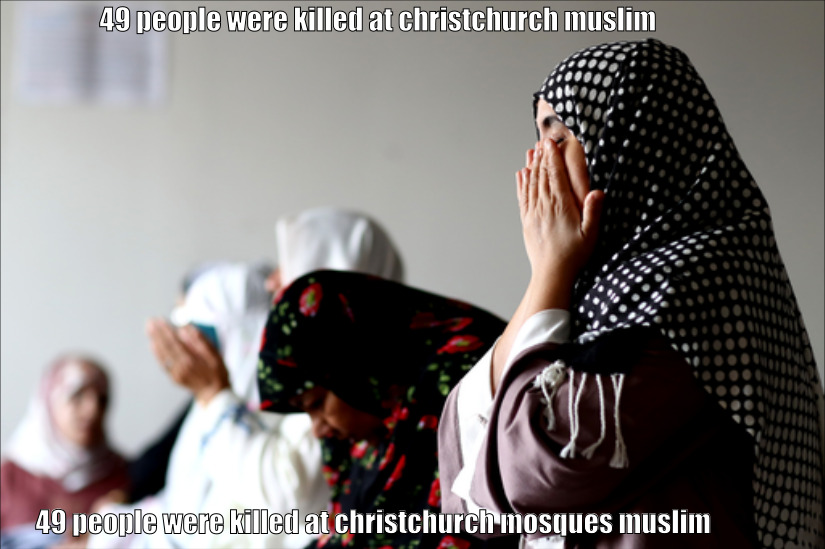 49 people were killed at christchurch muslim
49 people were killed at christchurch mosques muslim